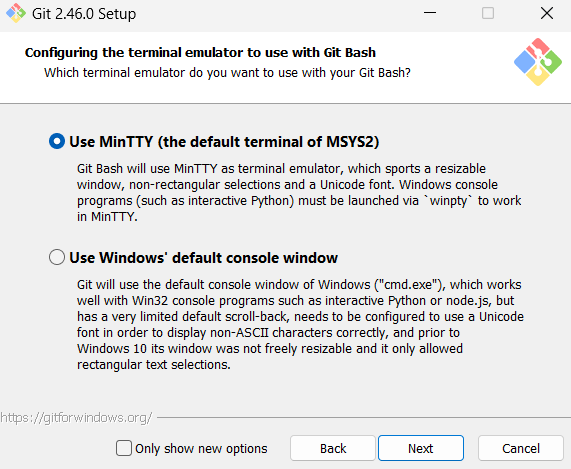 Git 2.46.0 Setup
Configuring the terminal emulator to use with Git Bash
Which terminal emulator do you want to use with your Git Bash?
Use MinTTY (the default terminal of MSYS2)
Git Bash will use MinTTY as terminal emulator, which sports a resizable
window, non-rectangular selections and a Unicode font. Windows console
programs (such as interactive Python) must be launched via `winpty` to work
in MinTTY.
Use Windows' default console window
Git will use the default console window of Windows ("cmd.exe"), which works
well with Win32 console programs such as interactive Python or node.js, but
has a very limited default scroll-back, needs to be configured to use a Unicode
font in order to display non-ASCII characters correctly, and prior to
Windows 10 its window was not freely resizable and it only allowed
rectangular text selections.
https://gitforwindows.org/
Only show new options
Back
Next
Cancel